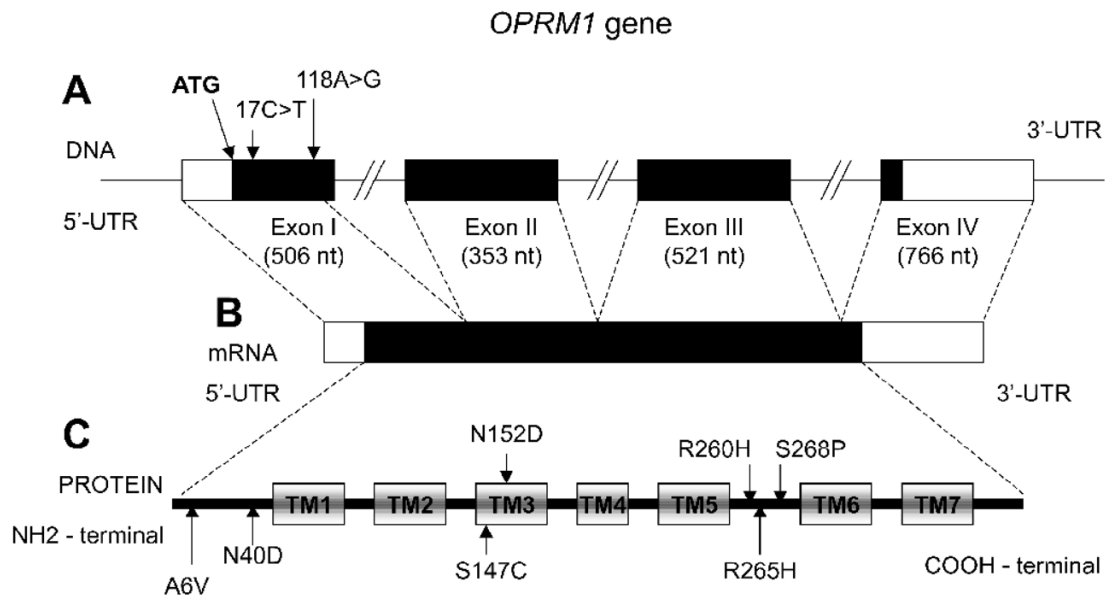 OPRM1 gene
A
ATG
17C>T
118A>G
DNA
3’-UTR
5’-UTR
Exon I
(506 nt)
Exon II
(353 nt)
Exon III
(521 nt)
Exon IV
(766 nt)
B
mRNA
5’-UTR
3’-UTR
C
N152D
R260H
S268P
PROTEIN
TM1
TM2
TM3
TM4
TM5
TM6
TM7
NH2 - terminal
A6V
N40D
S147C
R265H
COOH - terminal